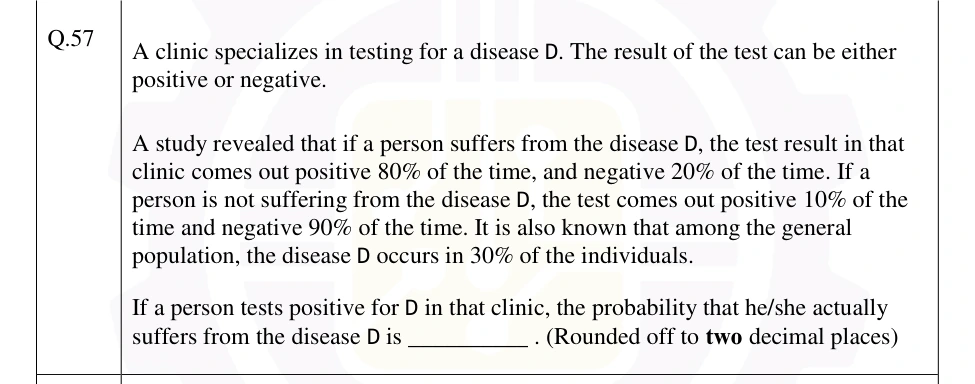 Q.57
A clinic specializes in testing for a disease D. The result of the test can be either
positive or negative.
A study revealed that if a person suffers from the disease D, the test result in that
clinic comes out positive 80% of the time, and negative 20% of the time. If a
person is not suffering from the disease D, the test comes out positive 10% of the
time and negative 90% of the time. It is also known that among the general
population, the disease D occurs in 30% of the individuals.
If a person tests positive for D in that clinic, the probability that he/she actually
suffers from the disease D is __________ . (Rounded off to two decimal places)